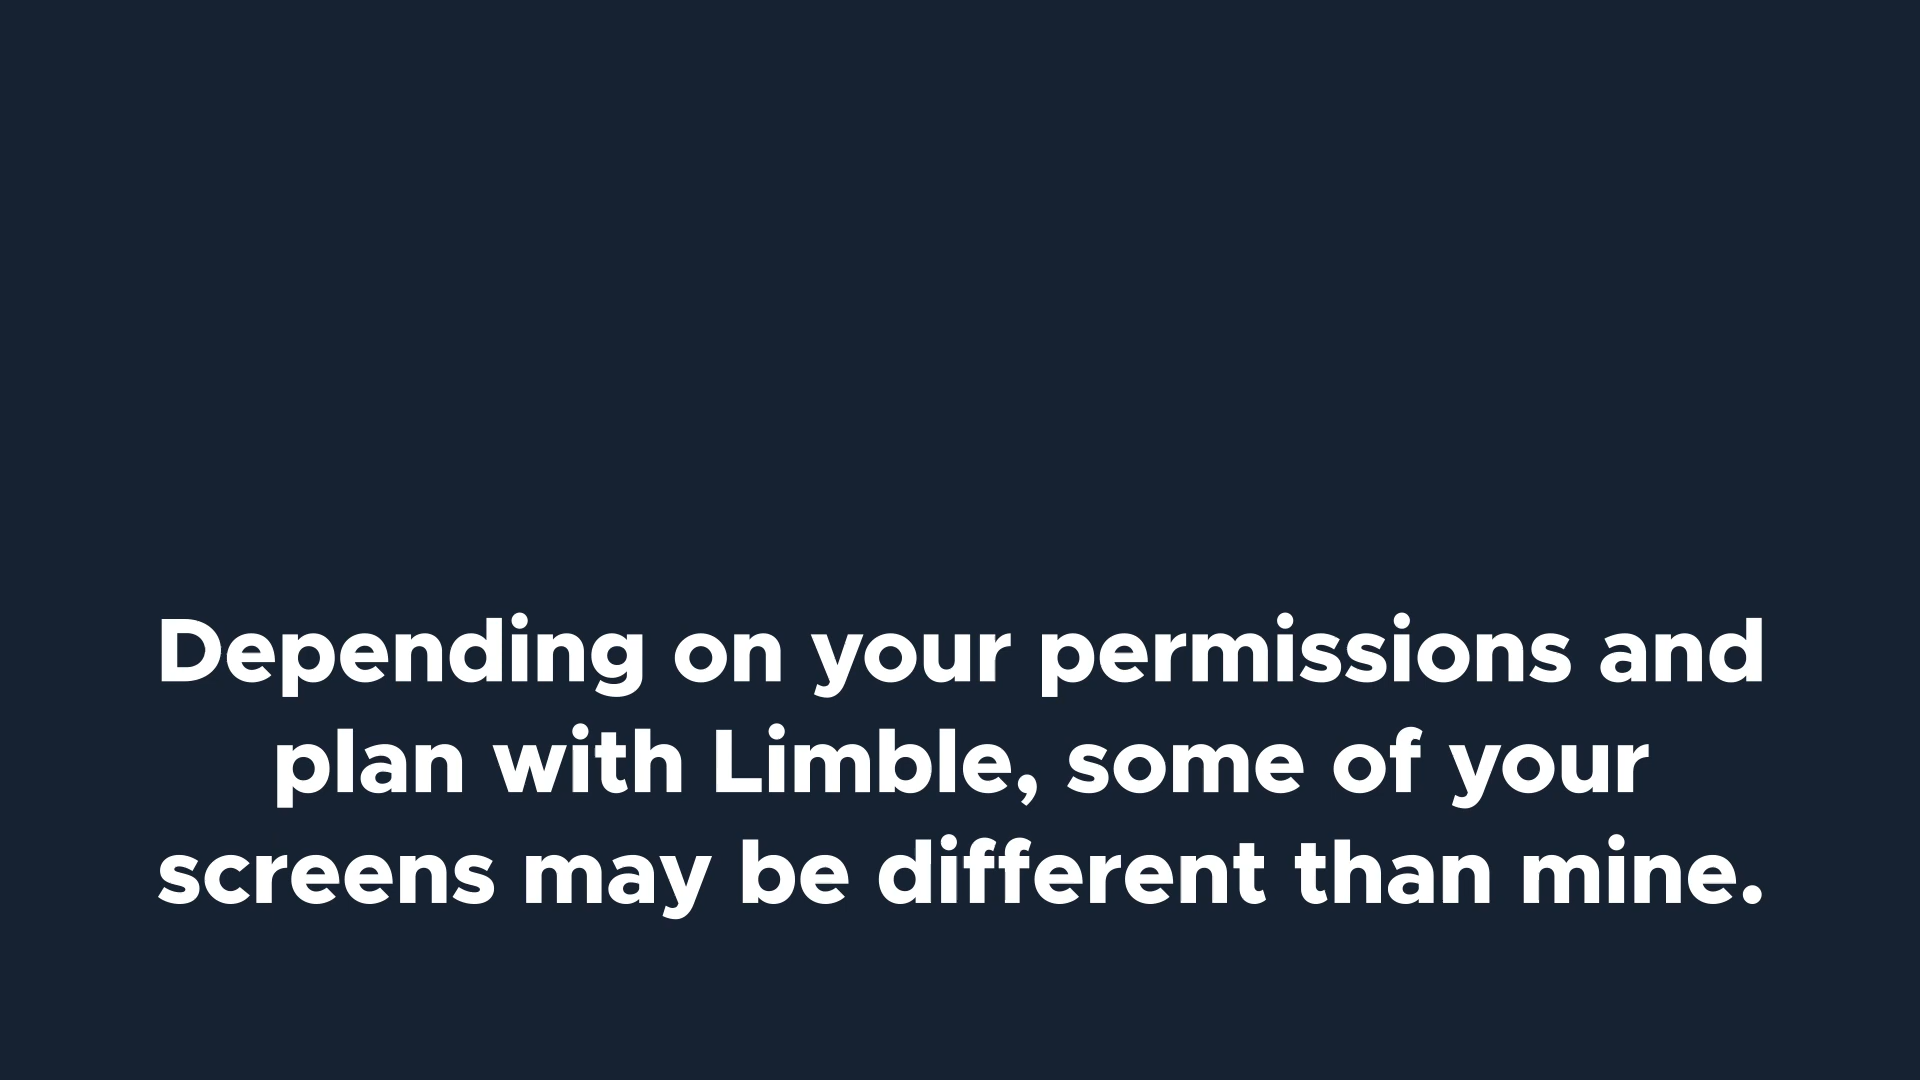 Depending on your permissions and
plan with Limble, some of your
screens may be different than mine.